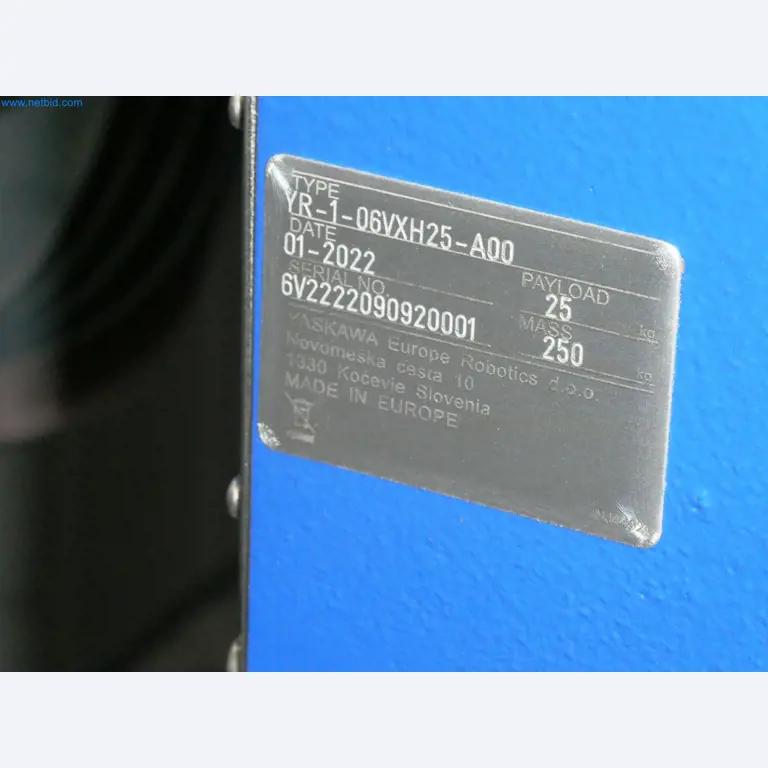 www.netbid.com
TYPE
YR-1-06VXH25-A00
DATE
01-2022
PAYLOAD
25 kg
SERIAL NO.
6V2222090920001
MASS
250 kg
YASKAWA Europe Robotics d.o.o.
Novomeska cesta 10
1330 Kocevje Slovenia
MADE IN EUROPE